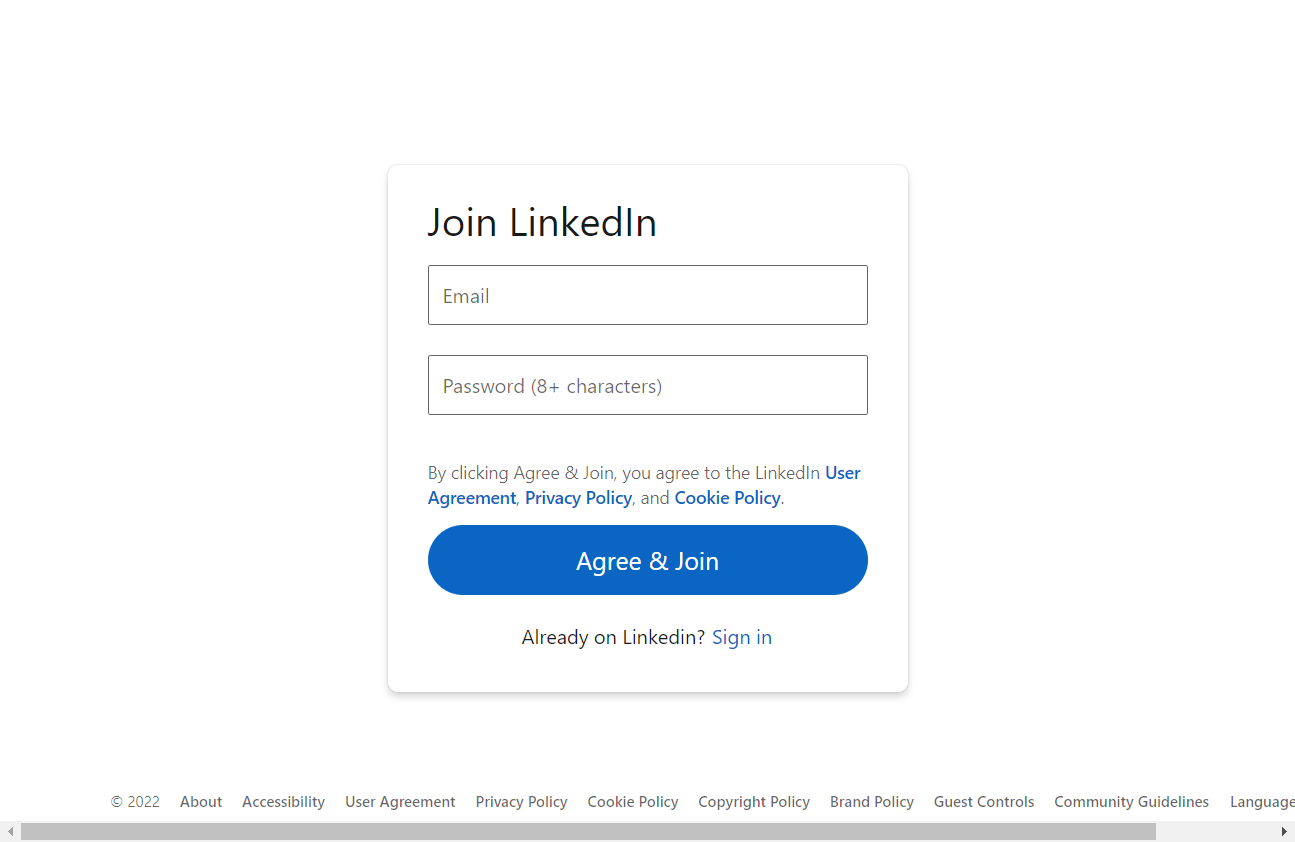 Join LinkedIn
Email
Password (8+ characters)
By clicking Agree & Join, you agree to the LinkedIn User
Agreement, Privacy Policy, and Cookie Policy.
Agree & Join
Already on Linkedin? Sign in
© 2022 About Accessibility User Agreement Privacy Policy Cookie Policy Copyright Policy Brand Policy Guest Controls Community Guidelines Language